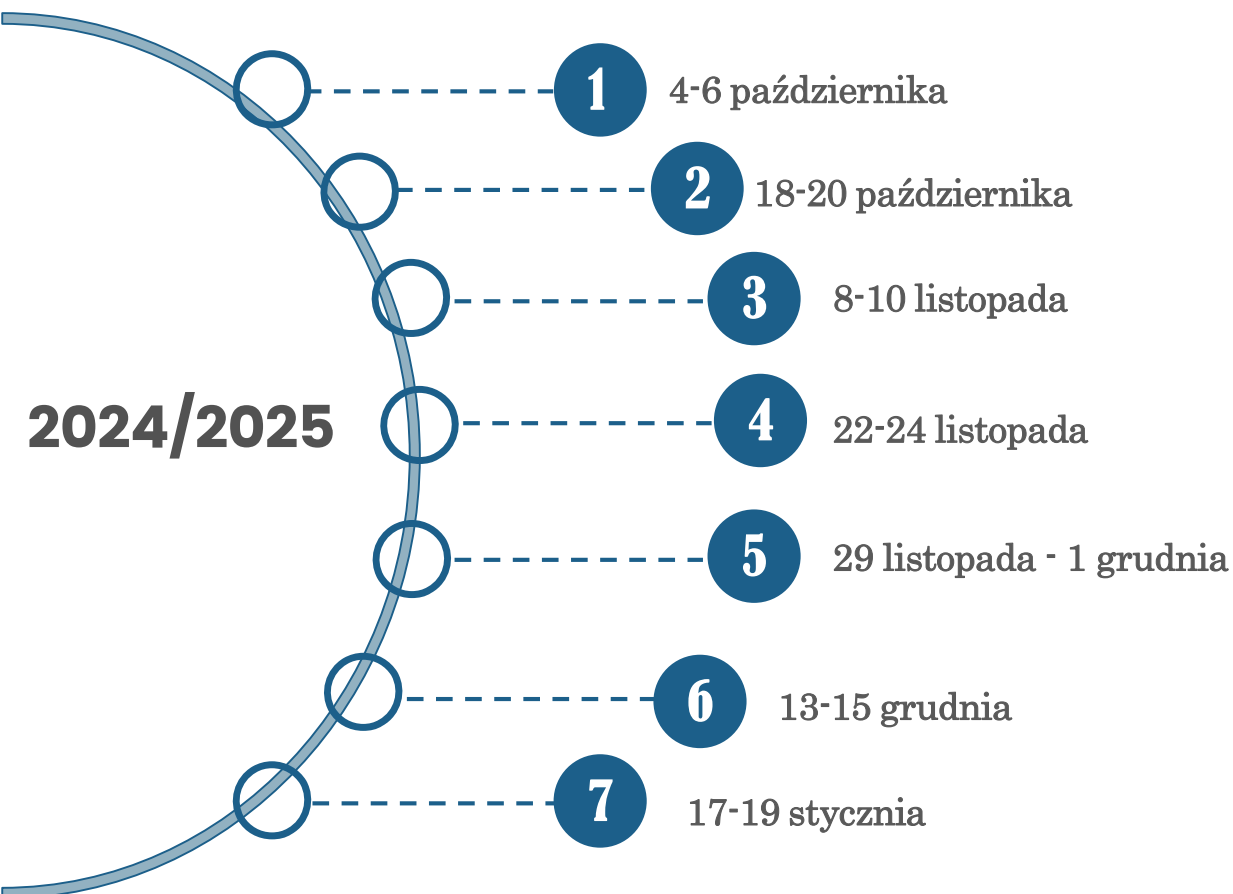 1 4-6 października
2 18-20 października
3 8-10 listopada
2024/2025
4 22-24 listopada
5 29 listopada - 1 grudnia
6 13-15 grudnia
7 17-19 stycznia